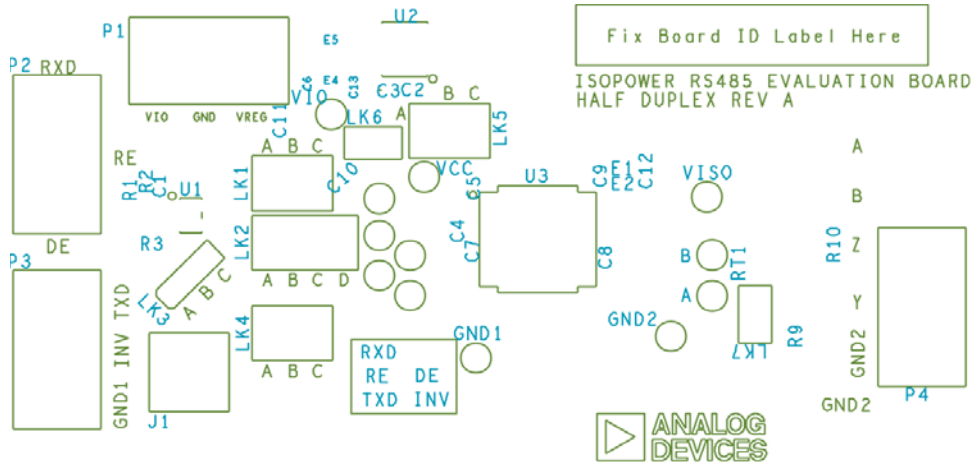 P1
U2
Fix Board ID Label Here
ISOPOWER RS485 EVALUATION BOARD
HALF DUPLEX REV A
P2
RXD
E5
C6
E4
C13
C3
C2
VIO
VIO GND VREG
C11
LK6
A B C
LK5
RE
A B C
LK1
C10
VCC
C5
U3
C9
E1
E2
C12
VISO
A
B
Z
Y
R1
R2
C1
U1
R3
LK2
A B C D
C4
C7
C8
B
A
RT1
R10
DE
P3
LK3
A B C
GND1 INV TXD
LK4
A B C
J1
RXD
RE DE
TXD INV
GND1
GND2
LK7
R9
GND2
P4
GND2
ANALOG
DEVICES